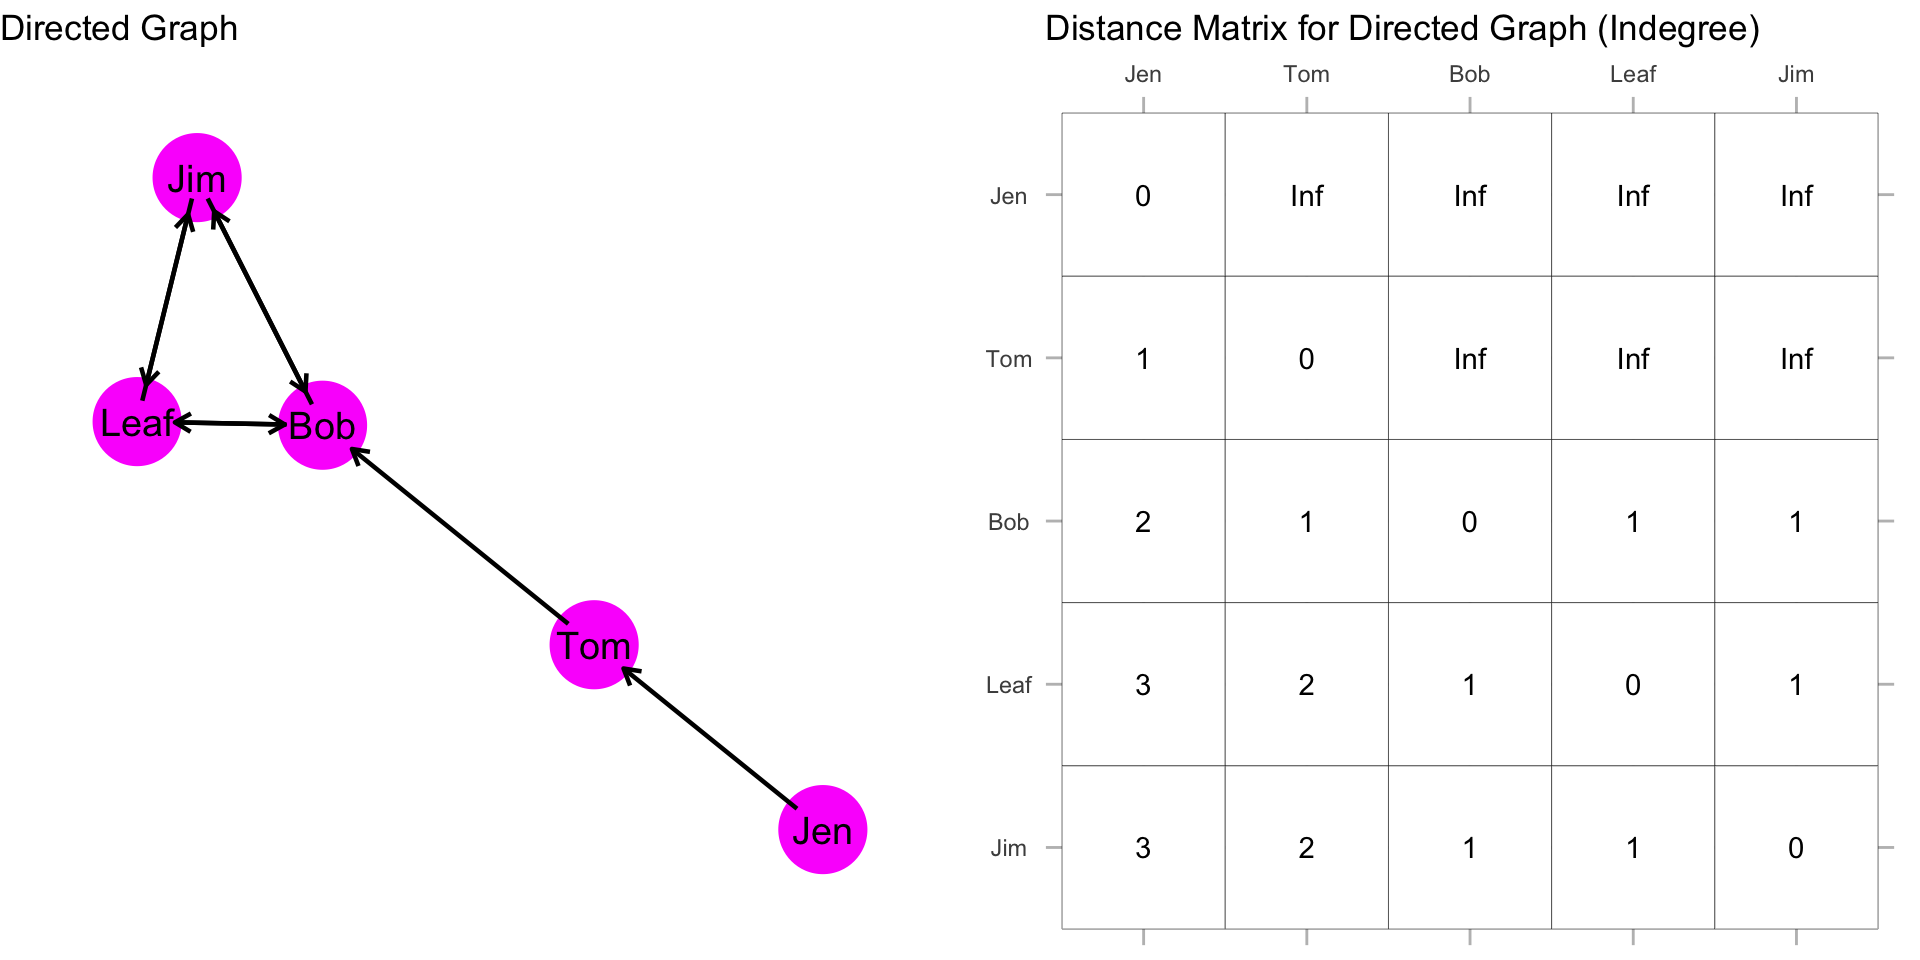 Directed Graph
Jim
Leaf
Bob
Tom
Jen
Distance Matrix for Directed Graph (Indegree)
Jen Tom Bob Leaf Jim
Jen 0 Inf Inf Inf Inf
Tom 1 0 Inf Inf Inf
Bob 2 1 0 1 1
Leaf 3 2 1 0 1
Jim 3 2 1 1 0